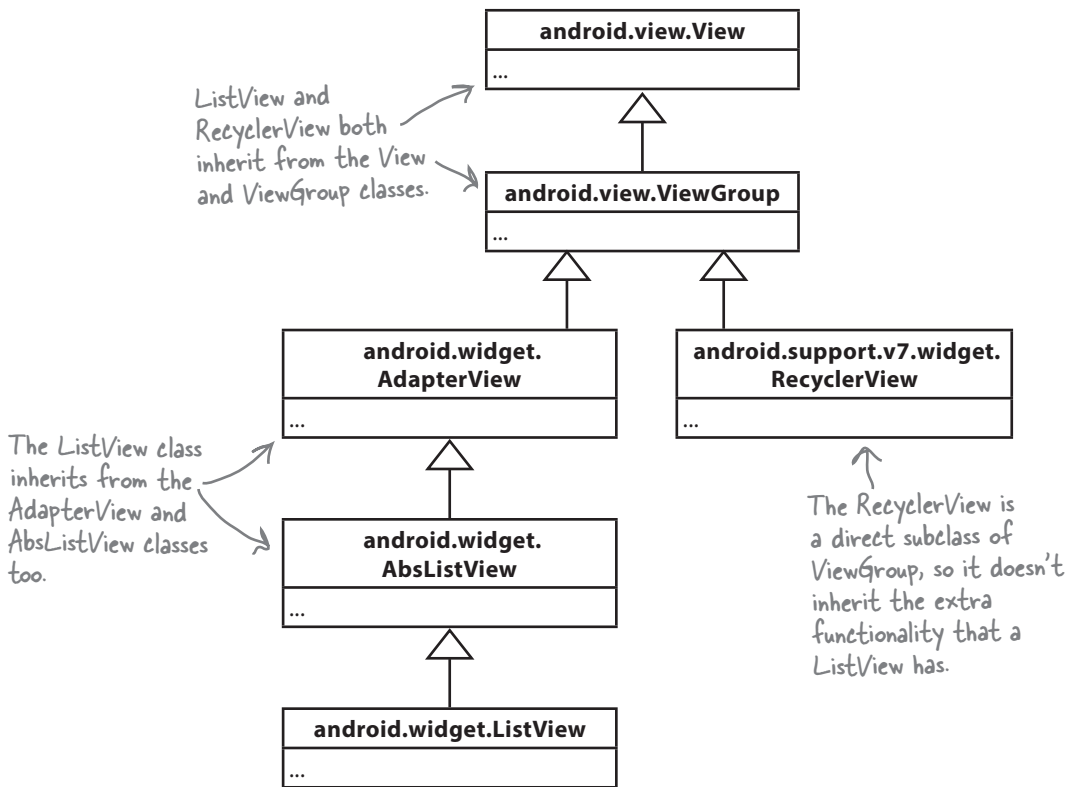 android.view.View
...
ListView and
RecyclerView both
inherit from the View
and ViewGroup classes.
android.view.ViewGroup
...
android.widget.
AdapterView
...
android.support.v7.widget.
RecyclerView
...
The ListView class
inherits from the
AdapterView and
AbsListView classes
too.
android.widget.
AbsListView
...
The RecyclerView is
a direct subclass of
ViewGroup, so it doesn't
inherit the extra
functionality that a
ListView has.
android.widget.ListView
...